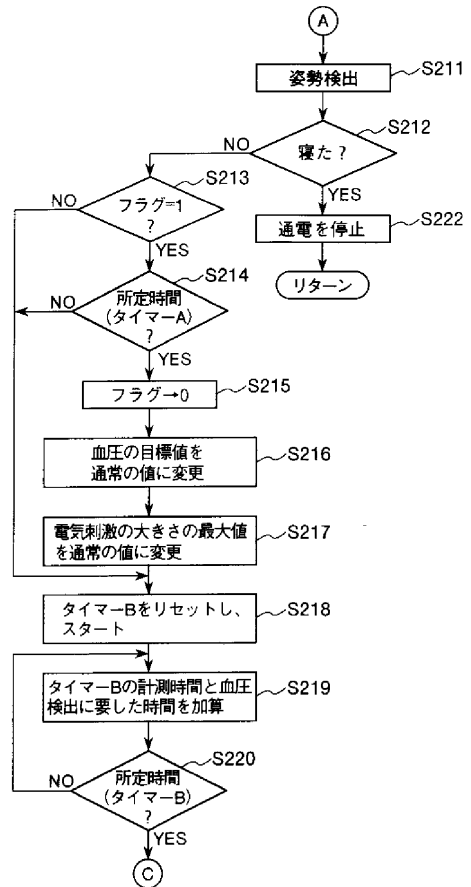 A
姿勢検出
S211
寝た?
S212
NO
YES
通電を停止
S222
リターン
フラグ=1
?
S213
NO
YES
所定時間
(タイマーA)
?
S214
NO
YES
フラグ→0
S215
血圧の目標値を
通常の値に変更
S216
電気刺激の大きさの最大値
を通常の値に変更
S217
タイマーBをリセットし、
スタート
S218
タイマーBの計測時間と血圧
検出に要した時間を加算
S219
所定時間
(タイマーB)
?
S220
NO
YES
C